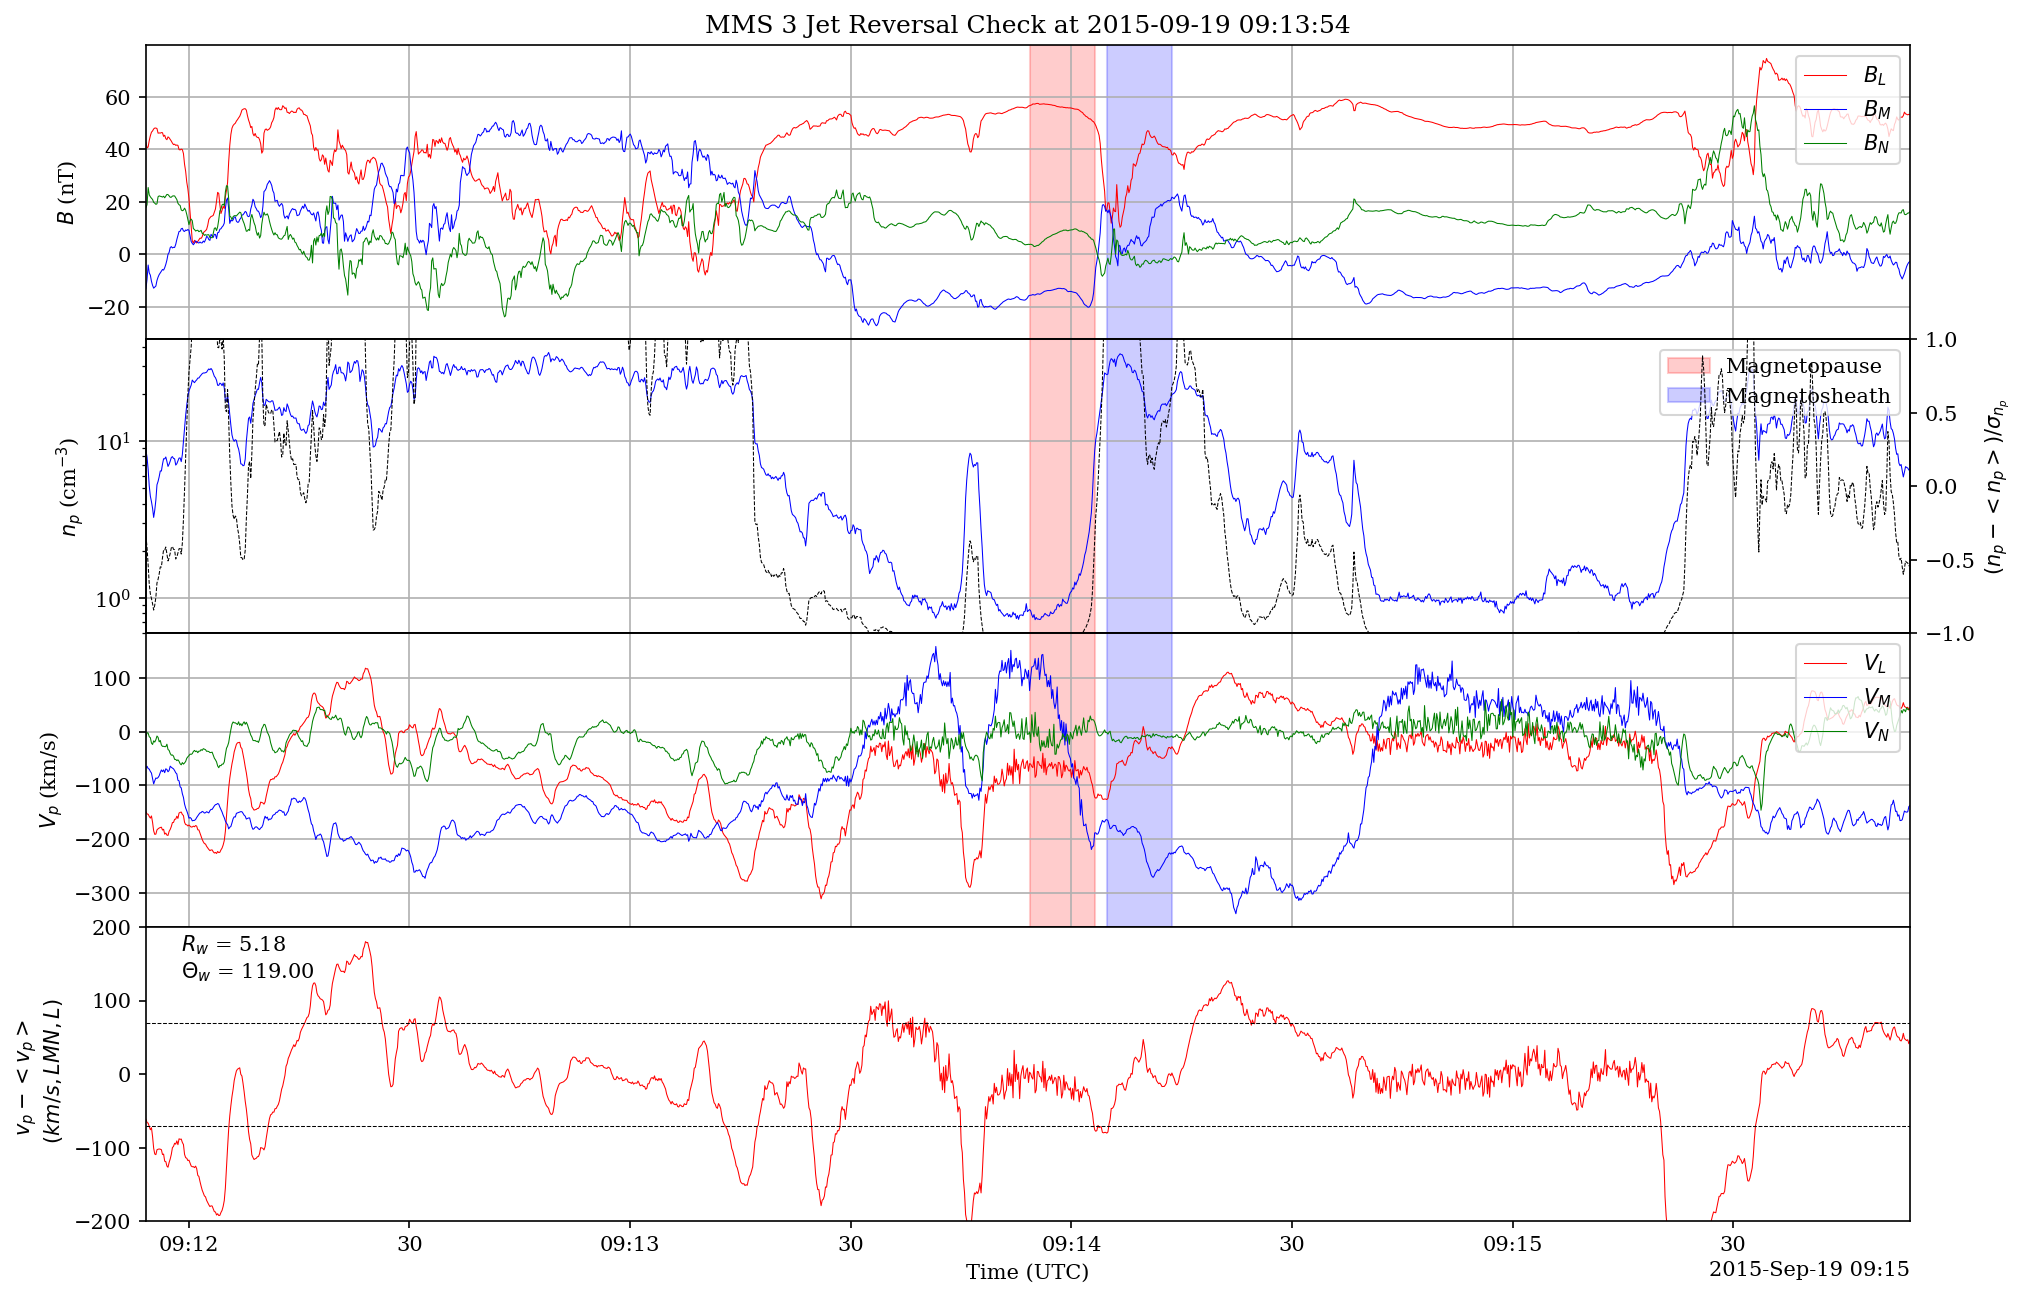 MMS 3 Jet Reversal Check at 2015-09-19 09:13:54
B (nT)
60
40
20
0
−20
B_L
B_M
B_N
n_p (cm^{−3})
10^1
10^0
Magnetopause
Magnetosheath
1.0
0.5
0.0
−0.5
−1.0
(n_p − < n_p >)/σ_{n_p}
V_p (km/s)
100
0
−100
−200
−300
V_L
V_M
V_N
v_p − < v_p >
(km/s, LMN, L)
200
100
0
−100
−200
R_w = 5.18
Θ_w = 119.00
09:12
30
09:13
30
09:14
30
09:15
30
Time (UTC)
2015-Sep-19 09:15